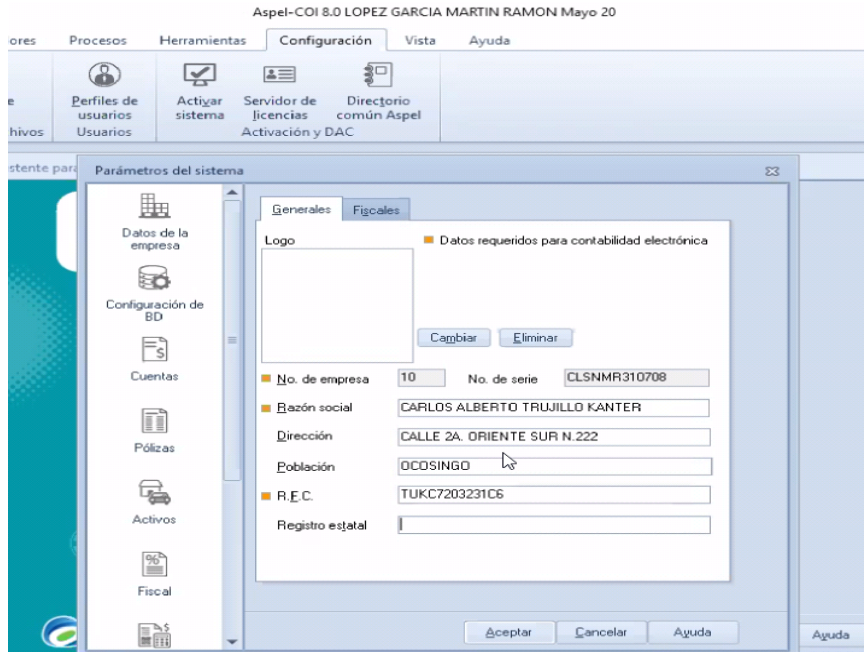 Aspel-COI 8.0 LOPEZ GARCIA MARTIN RAMON Mayo 20
ores Procesos Herramientas Configuración Vista Ayuda
e Perfiles de usuarios Activar sistema Servidor de licencias Directorio común Aspel
hivos Usuarios Activación y DAC
stente para
Parámetros del sistema
Datos de la empresa
Configuración de BD
Cuentas
Pólizas
Activos
Fiscal
Generales Fiscales
Logo
Datos requeridos para contabilidad electrónica
Cambiar Eliminar
No. de empresa 10 No. de serie CLSNMR310708
Razón social CARLOS ALBERTO TRUJILLO KANTER
Dirección CALLE 2A. ORIENTE SUR N.222
Población OCOSINGO
R.F.C. TUKC7203231C6
Registro estatal
Aceptar Cancelar Ayuda
Ayuda